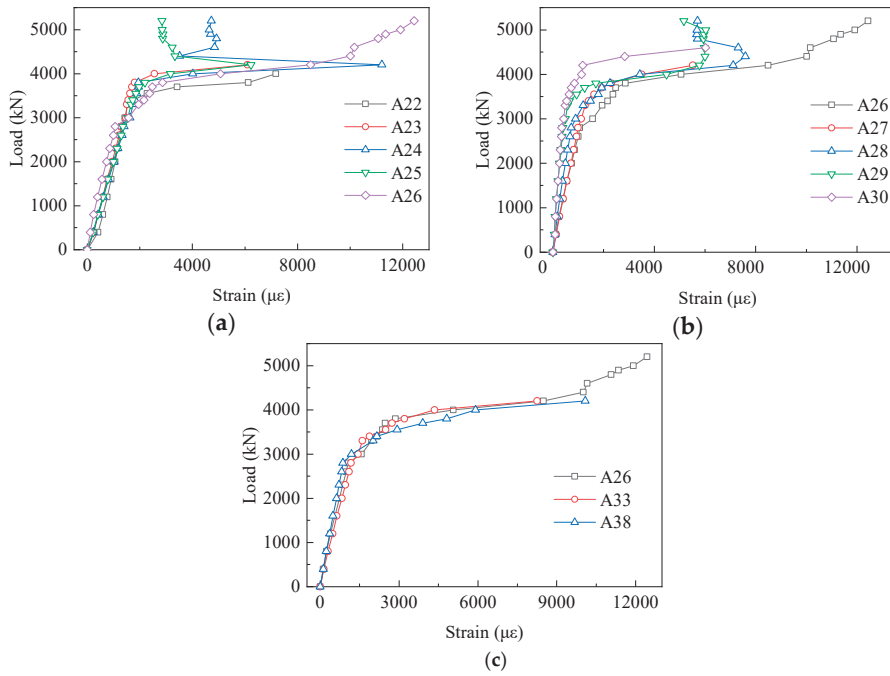 5000
4000
3000
2000
1000
0
Load (kN)
A22
A23
A24
A25
A26
0 4000 8000 12000
Strain (με)
(a)
5000
4000
3000
2000
1000
0
Load (kN)
A26
A27
A28
A29
A30
0 4000 8000 12000
Strain (με)
(b)
5000
4000
3000
2000
1000
0
Load (kN)
A26
A33
A38
0 3000 6000 9000 12000
Strain (με)
(c)